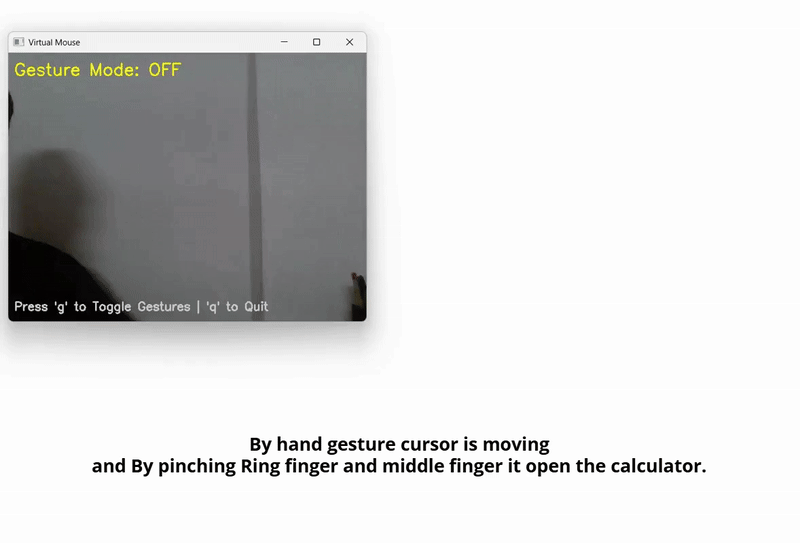 Virtual Mouse
Gesture Mode: OFF
Press 'g' to Toggle Gestures | 'q' to Quit
By hand gesture cursor is moving
and By pinching Ring finger and middle finger it open the calculator.